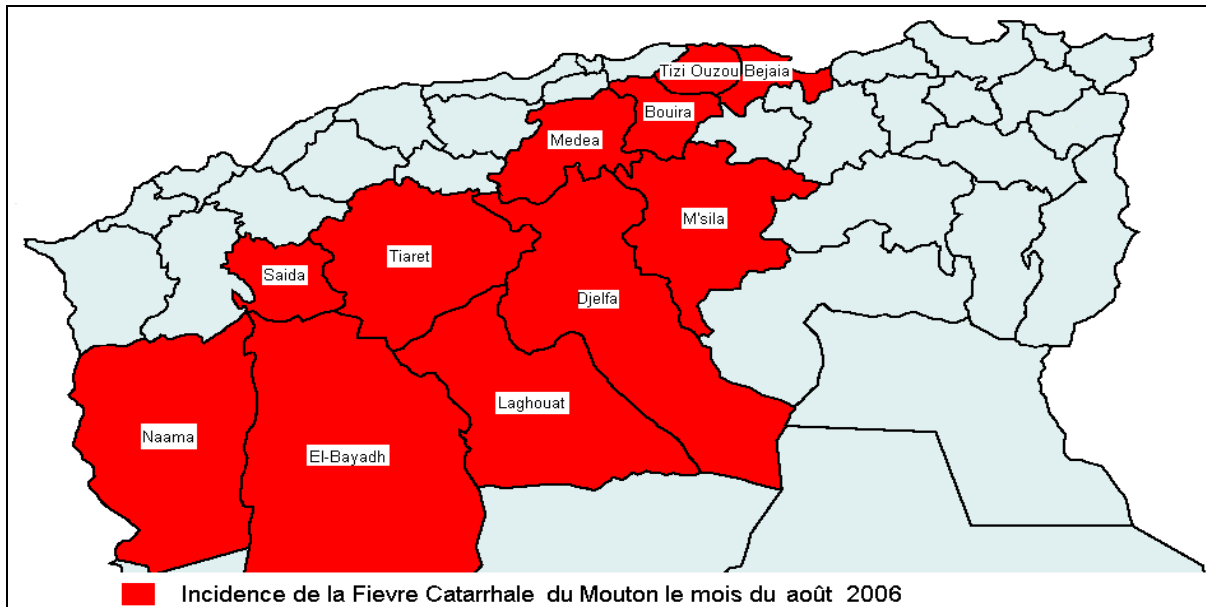 Tizi Ouzou
Bejaia
Bouira
Medea
M'sila
Tiaret
Saida
Djelfa
Laghouat
Naama
El-Bayadh
Incidence de la Fievre Catarrhale du Mouton le mois du août 2006